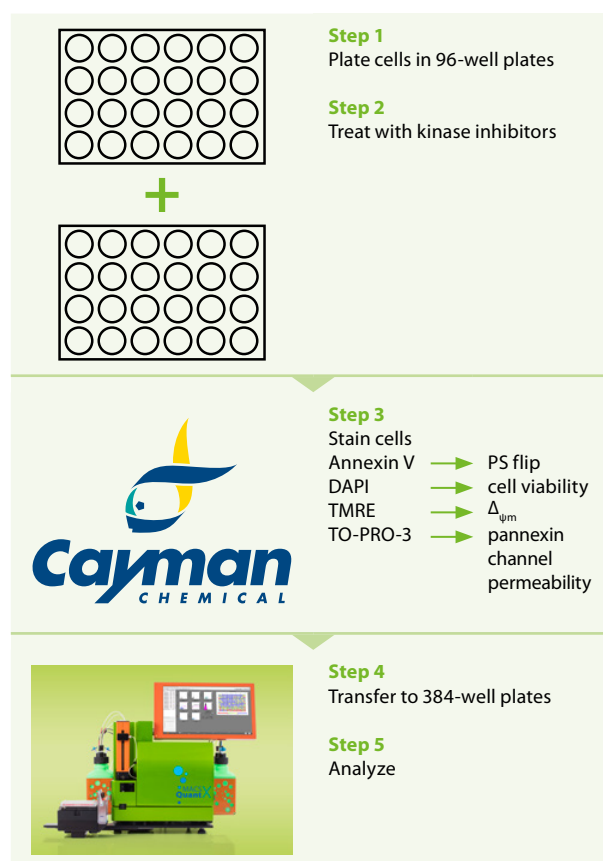 Step 1
Plate cells in 96-well plates
Step 2
Treat with kinase inhibitors
+
Step 3
Stain cells
Annexin V → PS flip
DAPI → cell viability
TMRE → Δψm
TO-PRO-3 → pannexin
channel
permeability
Cayman
CHEMICAL
Step 4
Transfer to 384-well plates
Step 5
Analyze
MACS
Quant X